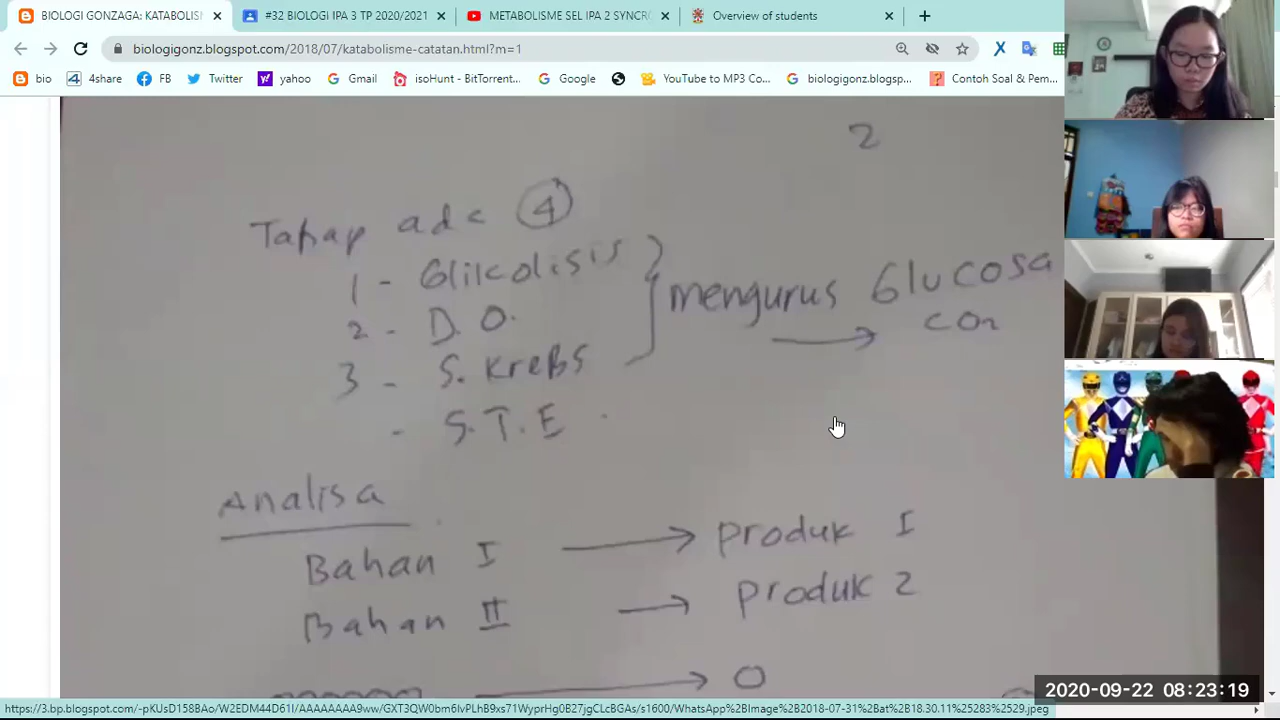 BIOLOGI GONZAGA: KATABOLIS
#32 BIOLOGI IPA 3 TP 2020/2021
METABOLISME SEL IPA 2 SYNCRO
Overview of students
biologigonz.blogspot.com/2018/07/katabolisme-catatan.html?m=1
bio
4share
FB
Twitter
yahoo
Gmail
isoHunt - BitTorrent...
Google
YouTube to MP3 Co...
biologigonz.blogsp...
Contoh Soal & Pem...
2
Tahap ada 4
1 - Glikolisis
2 - D.O.
3 - S. Krebs
- S.T.E
mengurus Glucosa
→ CO2
Analisa
Bahan I → Produk I
Bahan II → Produk 2
→ O
2020-09-22 08:23:19